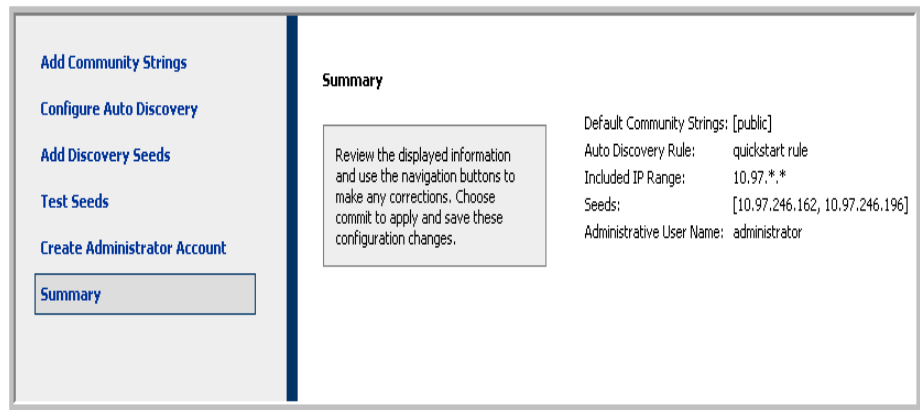 Add Community Strings
Configure Auto Discovery
Add Discovery Seeds
Test Seeds
Create Administrator Account
Summary
Summary
Review the displayed information
and use the navigation buttons to
make any corrections. Choose
commit to apply and save these
configuration changes.
Default Community Strings: [public]
Auto Discovery Rule: quickstart rule
Included IP Range: 10.97.*.*
Seeds: [10.97.246.162, 10.97.246.196]
Administrative User Name: administrator